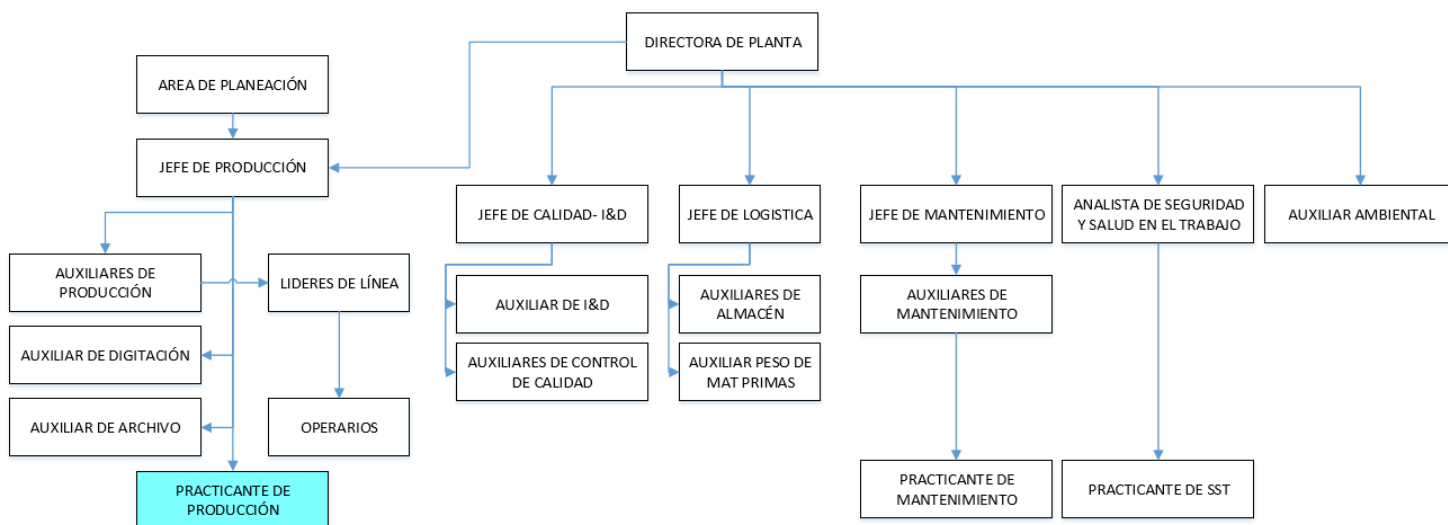 DIRECTORA DE PLANTA
AREA DE PLANEACIÓN
JEFE DE PRODUCCIÓN
JEFE DE CALIDAD- I&D
JEFE DE LOGISTICA
JEFE DE MANTENIMIENTO
ANALISTA DE SEGURIDAD
Y SALUD EN EL TRABAJO
AUXILIAR AMBIENTAL
AUXILIARES DE
PRODUCCIÓN
LIDERES DE LÍNEA
AUXILIAR DE I&D
AUXILIARES DE
ALMACÉN
AUXILIARES DE
MANTENIMIENTO
AUXILIAR DE DIGITACIÓN
AUXILIARES DE CONTROL
DE CALIDAD
AUXILIAR PESO DE
MAT PRIMAS
AUXILIAR DE ARCHIVO
OPERARIOS
PRACTICANTE DE
PRODUCCIÓN
PRACTICANTE DE
MANTENIMIENTO
PRACTICANTE DE SST